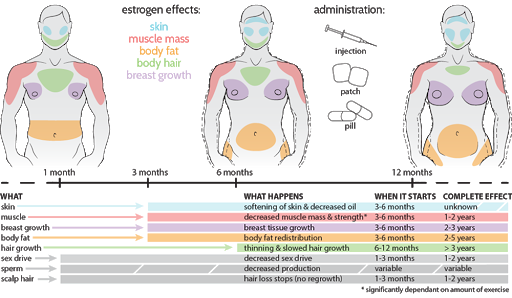 estrogen effects:
skin
muscle mass
body fat
body hair
breast growth
administration:
injection
patch
pill
1 month 3 months 6 months 12 months
WHAT WHAT HAPPENS WHEN IT STARTS COMPLETE EFFECT
skin softening of skin & decreased oil 3-6 months unknown
muscle decreased muscle mass & strength* 3-6 months 1-2 years
breast growth breast tissue growth 3-6 months 2-3 years
body fat body fat redistribution 3-6 months 2-5 years
hair growth thinning & slowed hair growth 6-12 months > 3 years
sex drive decreased sex drive 1-3 months 1-2 years
sperm decreased production variable variable
scalp hair hair loss stops (no regrowth) 1-3 months 1-2 years
* significantly dependant on amount of exercise